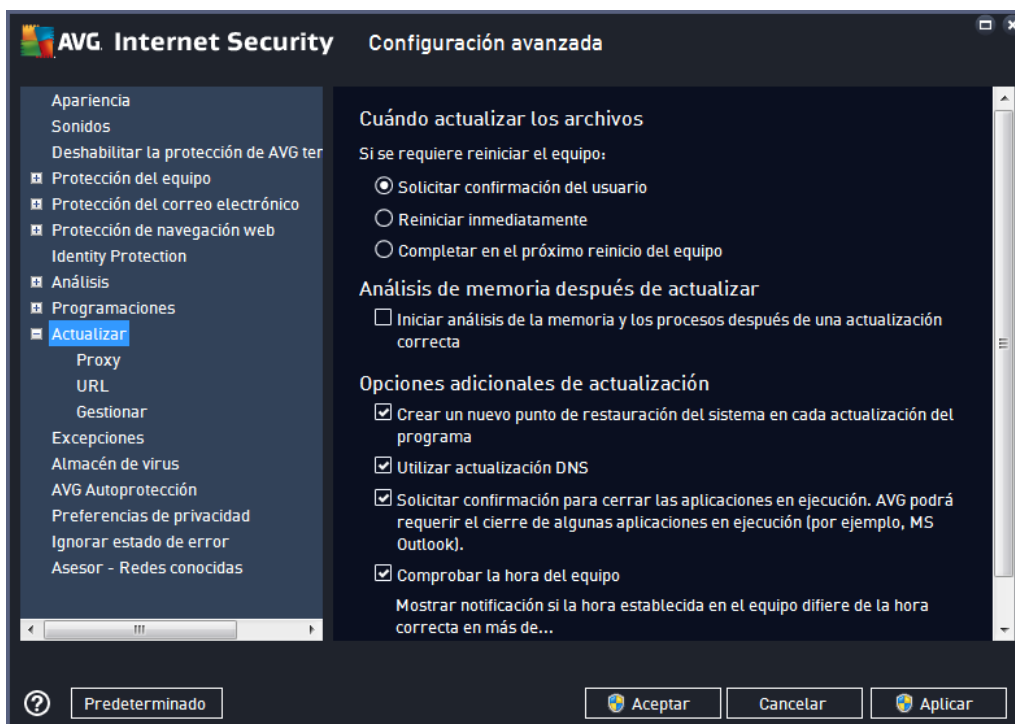 AVG. Internet Security
Configuración avanzada
Apariencia
Sonidos
Deshabilitar la protección de AVG ter
Protección del equipo
Protección del correo electrónico
Protección de navegación web
Identity Protection
Análisis
Programaciones
Actualizar
Proxy
URL
Gestionar
Excepciones
Almacén de virus
AVG Autoprotección
Preferencias de privacidad
Ignorar estado de error
Asesor - Redes conocidas
Cuándo actualizar los archivos
Si se requiere reiniciar el equipo:
Solicitar confirmación del usuario
Reiniciar inmediatamente
Completar en el próximo reinicio del equipo
Análisis de memoria después de actualizar
Iniciar análisis de la memoria y los procesos después de una actualización
correcta
Opciones adicionales de actualización
Crear un nuevo punto de restauración del sistema en cada actualización del
programa
Utilizar actualización DNS
Solicitar confirmación para cerrar las aplicaciones en ejecución. AVG podrá
requerir el cierre de algunas aplicaciones en ejecución (por ejemplo, MS
Outlook).
Comprobar la hora del equipo
Mostrar notificación si la hora establecida en el equipo difiere de la hora
correcta en más de...
Predeterminado
Aceptar
Cancelar
Aplicar